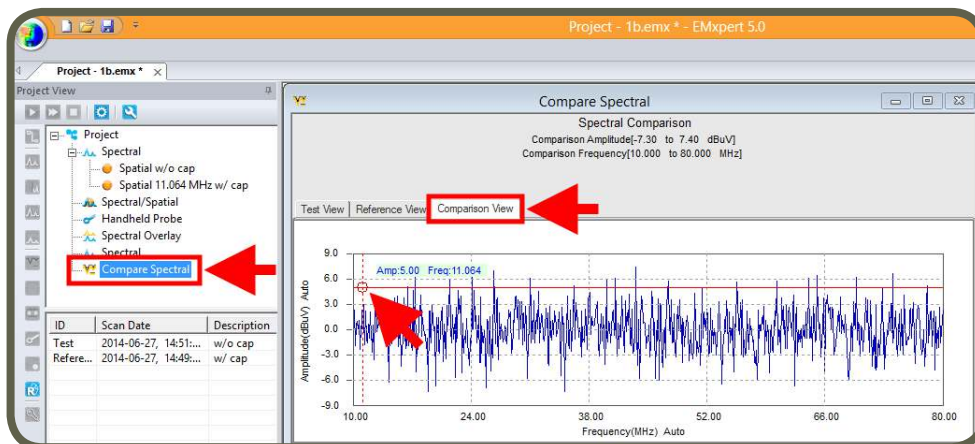 Project - 1b.emx * - EMxpert 5.0
Project - 1b.emx *
Project View
Project
Spectral
Spatial w/o cap
Spatial 11.064 MHz w/ cap
Spectral/Spatial
Handheld Probe
Spectral Overlay
Spectral
Compare Spectral
ID Scan Date Description
Test 2014-06-27, 14:51:... w/o cap
Refere... 2014-06-27, 14:49:... w/ cap
Compare Spectral
Spectral Comparison
Comparison Amplitude[-7.30 to 7.40 dBuV]
Comparison Frequency[10.000 to 80.000 MHz]
Test View Reference View Comparison View
Amp:5.00 Freq:11.064
Amplitude(dBuV) Auto
9.0
6.0
3.0
0.0
-3.0
-6.0
-9.0
10.00 24.00 38.00 52.00 66.00 80.00
Frequency(MHz) Auto